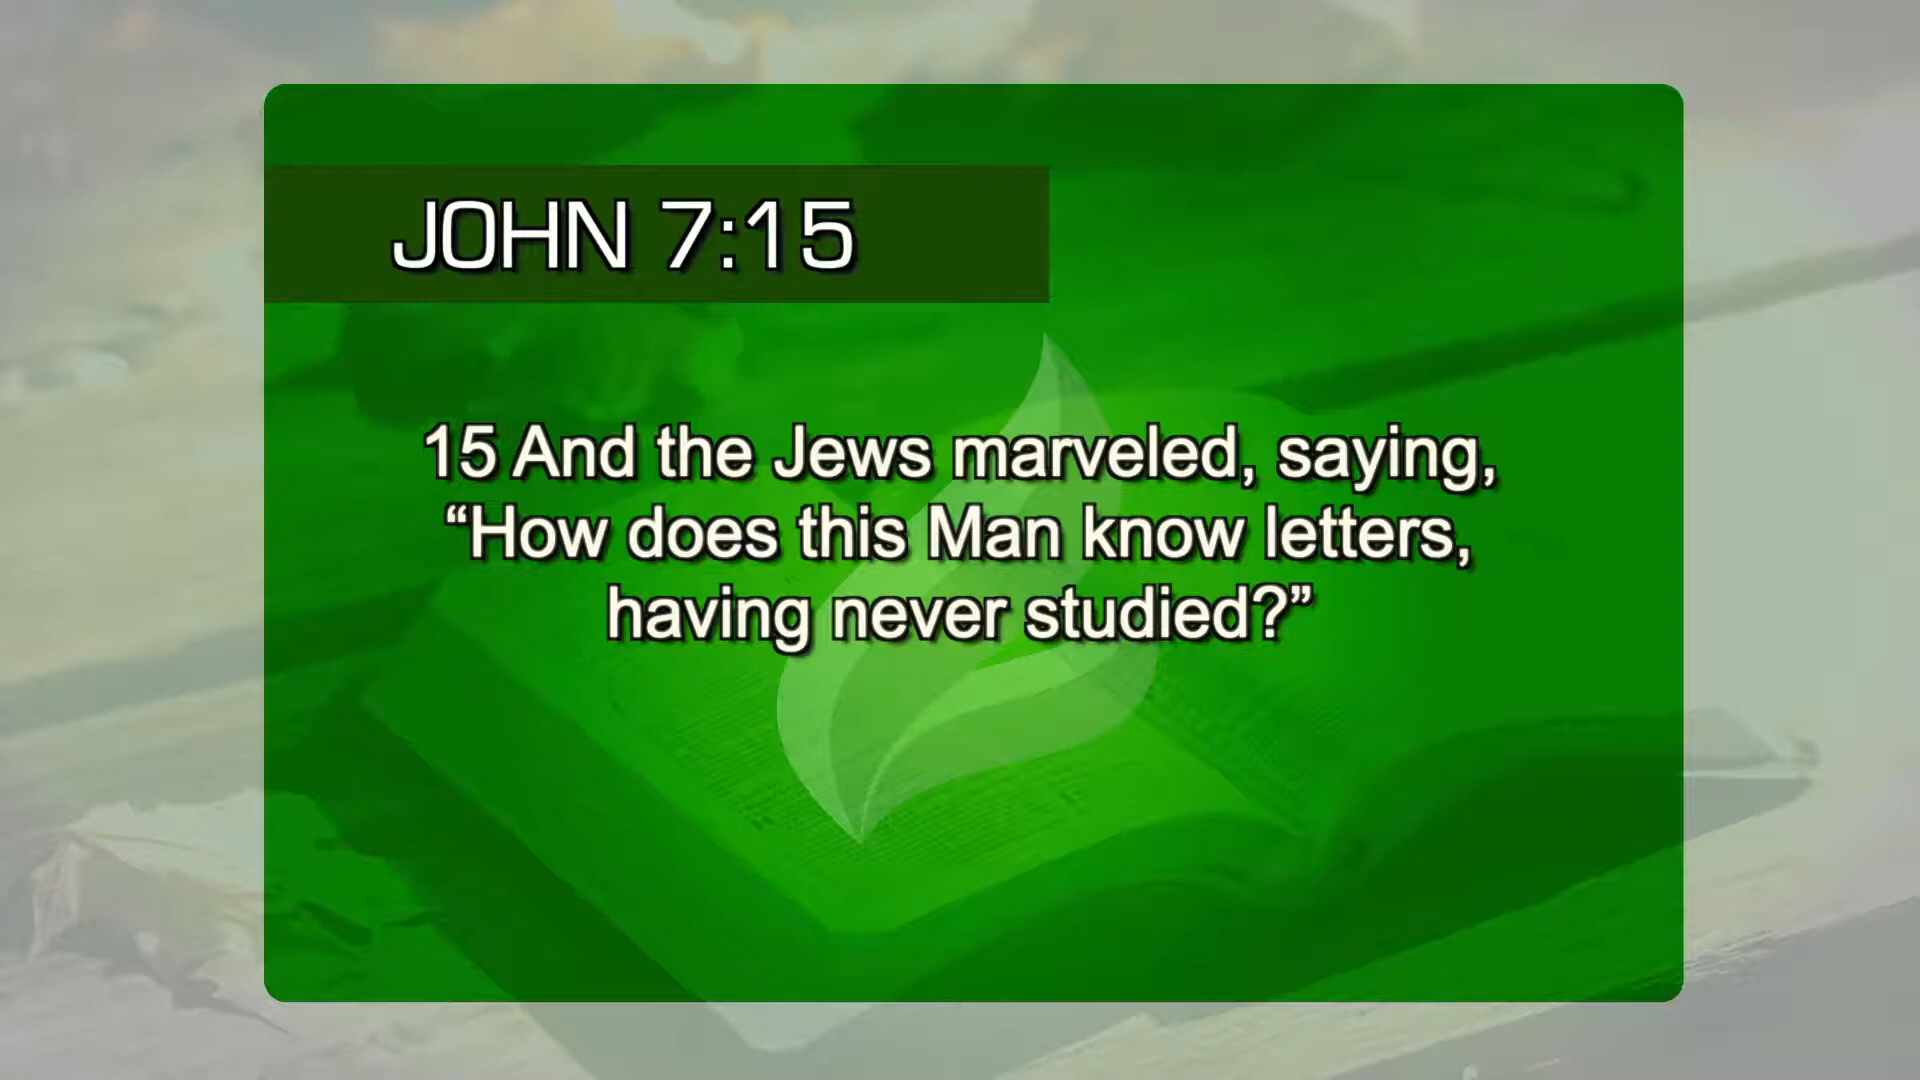 JOHN 7:15
15 And the Jews marveled, saying,
“How does this Man know letters,
having never studied?”